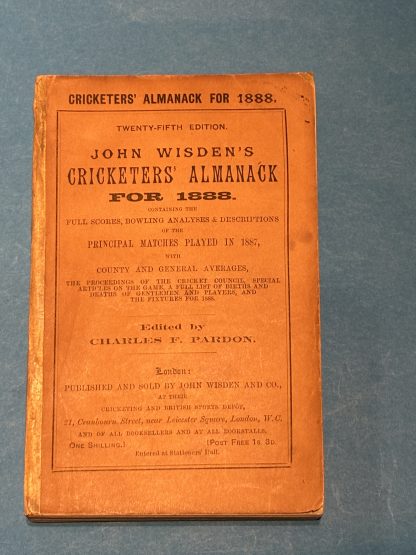 CRICKETERS' ALMANACK FOR 1888.
TWENTY-FIFTH EDITION.
JOHN WISDEN'S
CRICKETERS' ALMANACK
FOR 1888.
CONTAINING THE
FULL SCORES, BOWLING ANALYSES & DESCRIPTIONS
OF THE
PRINCIPAL MATCHES PLAYED IN 1887,
WITH
COUNTY AND GENERAL AVERAGES,
THE PROCEEDINGS OF THE CRICKET COUNCIL, SPECIAL
ARTICLES ON THE GAME, A FULL LIST OF BIRTHS AND
DEATHS OF GENTLEMEN AND PLAYERS, AND
THE FIXTURES FOR 1888.
Edited by
CHARLES F. PARDON.
London:
PUBLISHED AND SOLD BY JOHN WISDEN AND CO.,
AT THEIR
CRICKETING AND BRITISH SPORTS DEPÔT,
21, Cranbourn Street, near Leicester Square, London, W.C.
AND OF ALL BOOKSELLERS AND AT ALL BOOKSTALLS.
ONE SHILLING.] [POST FREE 1s. 3D.
Entered at Stationers' Hall.